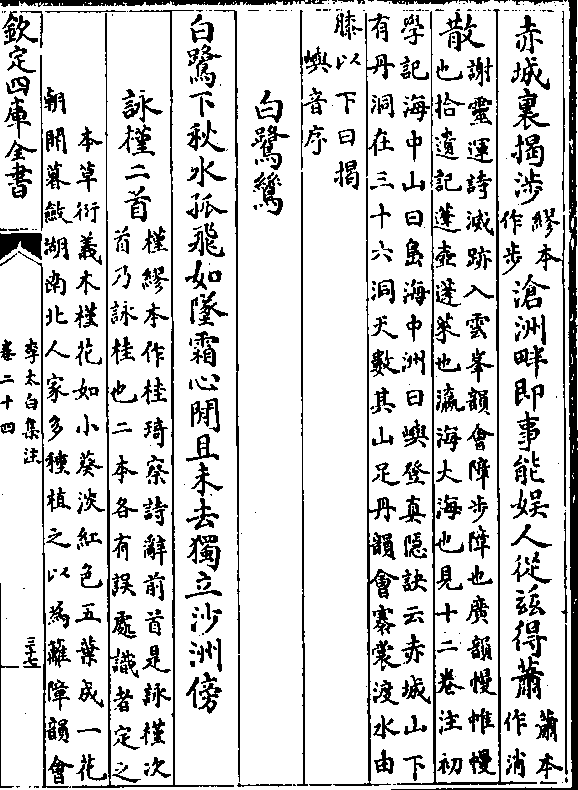 赤城裏揭涉繆本作步滄洲畔即事能娱人從兹得蕭蕭本作消
散謝靈運詩滅跡入雲峯韻會障步障也廣韻幔帷幔
也拾遺記蓬壺蓬莱也瀛海大海也見十二卷注初
學記海中山曰島海中洲曰嶼登真隠訣云赤城山下
有丹洞在三十六洞天數其山足丹韻會褰裳渡水由
膝以下曰揭
嶼音序
白鷺鷥
白鷺下秋水孤飛如墜霜心閒且未去獨立沙洲傍
詠槿二首槿繆本作桂琦察詩辭前首是詠槿次
首乃詠桂也二本各有誤處識者定之
本草衍義木槿花如小葵淡紅色五葉成一花
朝開暮斂湖南北人家多種植之以為籬障韻會
欽定四庫全書
李太白集注
卷二十四
三十七